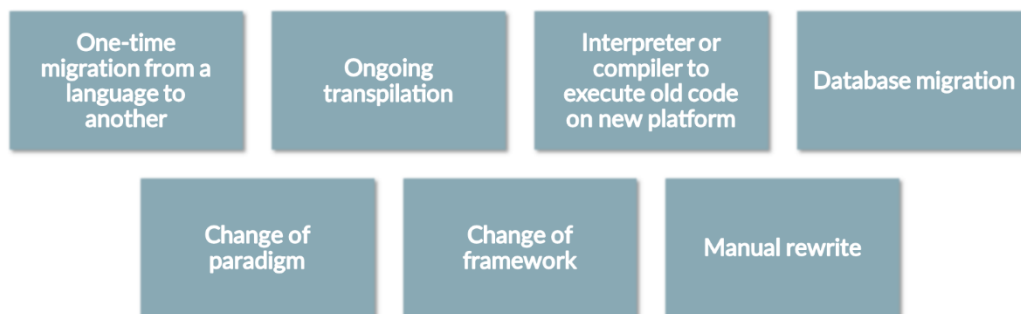 One-time
migration from a
language to
another
Ongoing
transpilation
Interpreter or
compiler to
execute old code
on new platform
Database migration
Change of
paradigm
Change of
framework
Manual rewrite